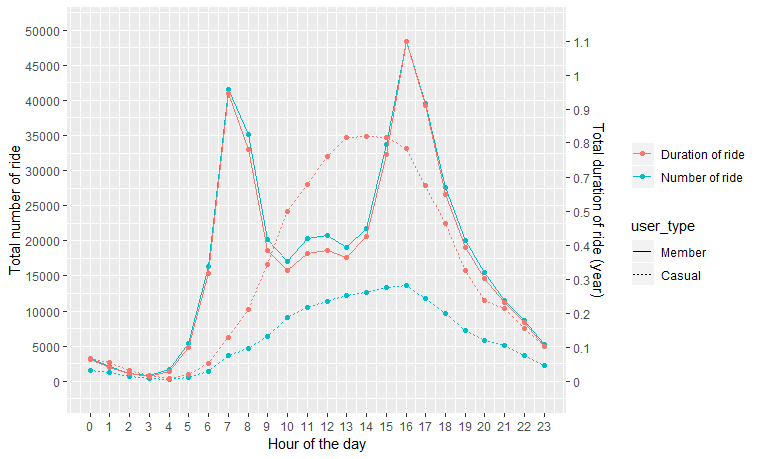 50000
45000
40000
35000
30000
25000
20000
15000
10000
5000
0
Total number of ride
1.1
1
0.9
0.8
0.7
0.6
0.5
0.4
0.3
0.2
0.1
0
Total duration of ride (year)
0 1 2 3 4 5 6 7 8 9 10 11 12 13 14 15 16 17 18 19 20 21 22 23
Hour of the day
Duration of ride
Number of ride
user_type
Member
Casual